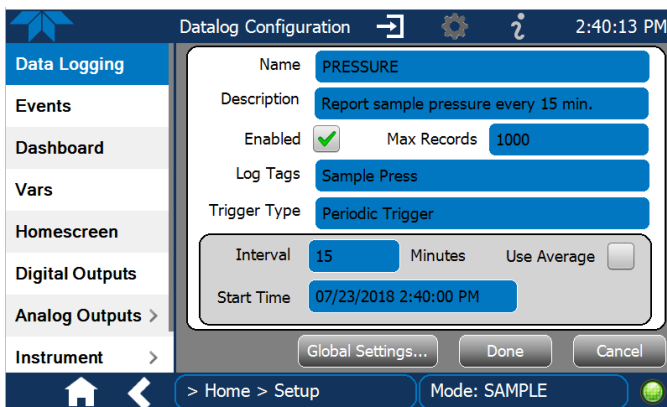 Datalog Configuration 2:40:13 PM
Data Logging
Events
Dashboard
Vars
Homescreen
Digital Outputs
Analog Outputs >
Instrument >
Name PRESSURE
Description Report sample pressure every 15 min.
Enabled Max Records 1000
Log Tags Sample Press
Trigger Type Periodic Trigger
Interval 15 Minutes Use Average
Start Time 07/23/2018 2:40:00 PM
Global Settings... Done Cancel
> Home > Setup Mode: SAMPLE